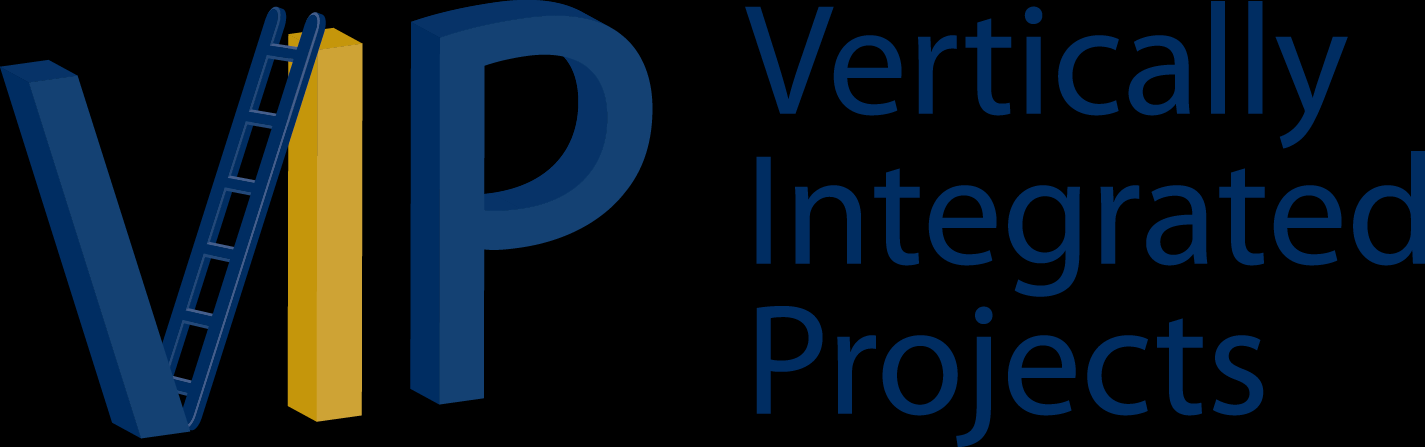 VIP
Vertically
Integrated
Projects